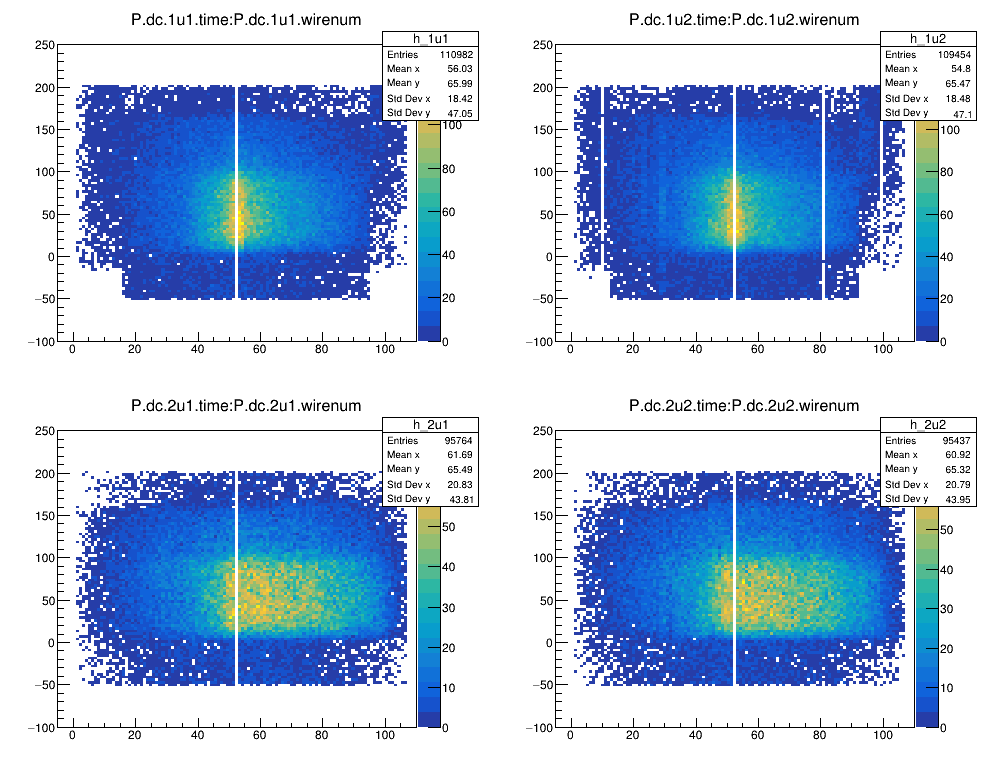 P.dc.1u1.time:P.dc.1u1.wirenum
h_1u1
Entries 110982
Mean x 56.03
Mean y 65.99
Std Dev x 18.42
Std Dev y 47.05
250
200
150
100
50
0
−50
−100
0 20 40 60 80 100
100
80
60
40
20
0
P.dc.1u2.time:P.dc.1u2.wirenum
h_1u2
Entries 109454
Mean x 54.8
Mean y 65.47
Std Dev x 18.48
Std Dev y 47.1
250
200
150
100
50
0
−50
−100
0 20 40 60 80 100
100
80
60
40
20
0
P.dc.2u1.time:P.dc.2u1.wirenum
h_2u1
Entries 95764
Mean x 61.69
Mean y 65.49
Std Dev x 20.83
Std Dev y 43.81
250
200
150
100
50
0
−50
−100
0 20 40 60 80 100
50
40
30
20
10
0
P.dc.2u2.time:P.dc.2u2.wirenum
h_2u2
Entries 95437
Mean x 60.92
Mean y 65.32
Std Dev x 20.79
Std Dev y 43.95
250
200
150
100
50
0
−50
−100
0 20 40 60 80 100
50
40
30
20
10
0